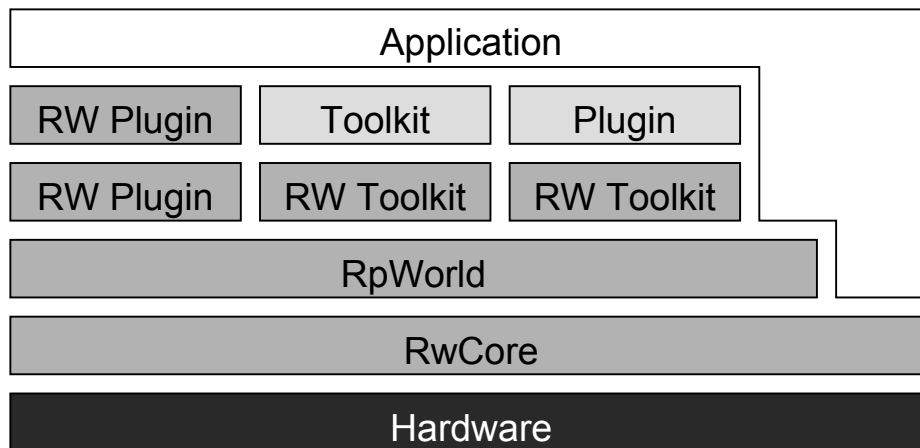 Application
RW Plugin
Toolkit
Plugin
RW Plugin
RW Toolkit
RW Toolkit
RpWorld
RwCore
Hardware